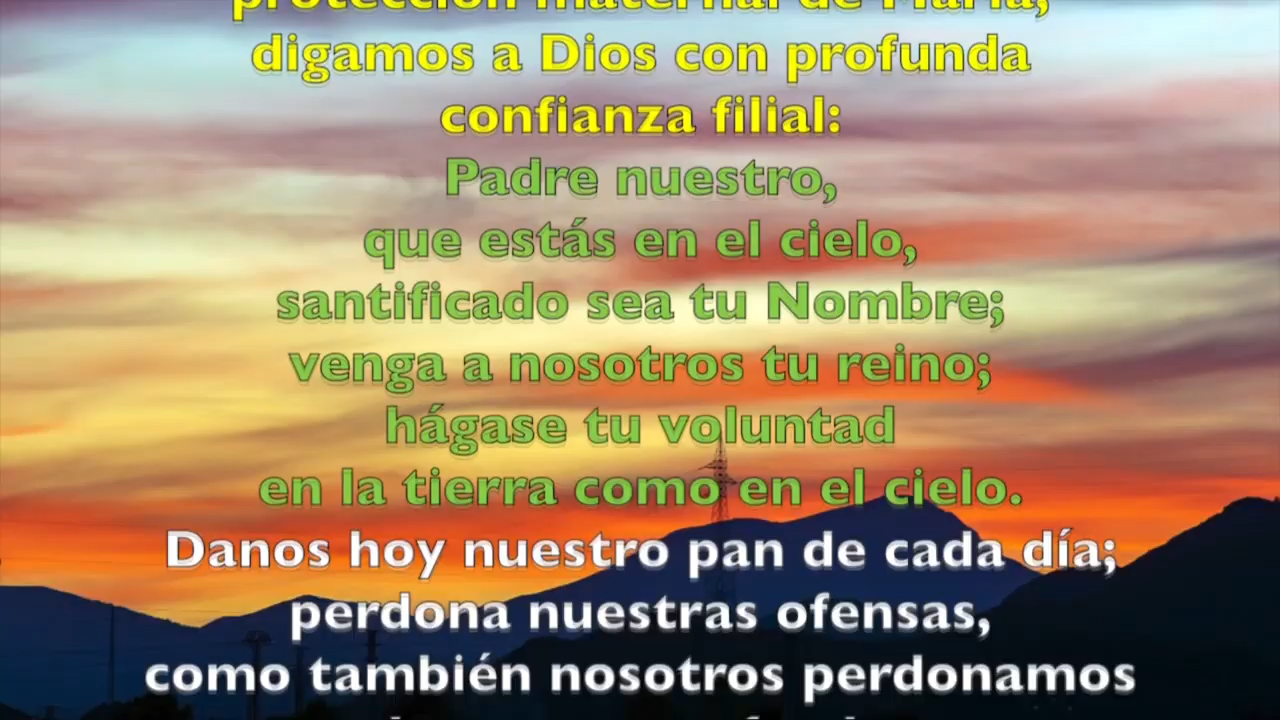 protección maternal de María,
digamos a Dios con profunda
confianza filial:
Padre nuestro,
que estás en el cielo,
santificado sea tu Nombre;
venga a nosotros tu reino;
hágase tu voluntad
en la tierra como en el cielo.
Danos hoy nuestro pan de cada día;
perdona nuestras ofensas,
como también nosotros perdonamos